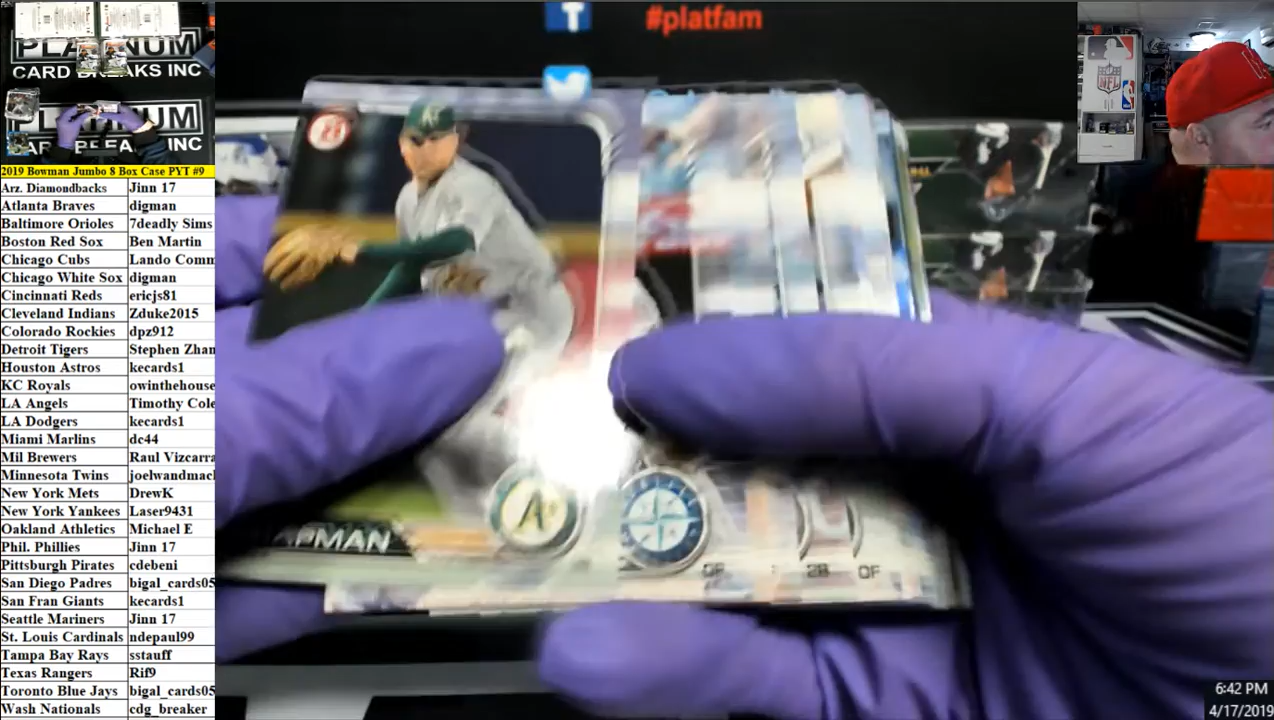 #platfam
PLATINUM
CARD BREAKS INC
CARD BREAKS INC
2019 Bowman Jumbo 8 Box Case PYT #9
Arz. Diamondbacks Jinn 17
Atlanta Braves digman
Baltimore Orioles 7deadly Sims
Boston Red Sox Ben Martin
Chicago Cubs Lando Comm
Chicago White Sox digman
Cincinnati Reds ericjs81
Cleveland Indians Zduke2015
Colorado Rockies dpz912
Detroit Tigers Stephen Zhan
Houston Astros kecards1
KC Royals owinthehouse
LA Angels Timothy Cole
LA Dodgers kecards1
Miami Marlins dc44
Mil Brewers Raul Vizcarra
Minnesota Twins joelwandmac
New York Mets DrewK
New York Yankees Laser9431
Oakland Athletics Michael E
Phil. Phillies Jinn 17
Pittsburgh Pirates cdebeni
San Diego Padres bigal_cards05
San Fran Giants kecards1
Seattle Mariners Jinn 17
St. Louis Cardinals ndepaul99
Tampa Bay Rays sstauff
Texas Rangers Rif9
Toronto Blue Jays bigal_cards05
Wash Nationals cdg_breaker
NFL
A's
APMAN
2B OF
6:42 PM
4/17/2019